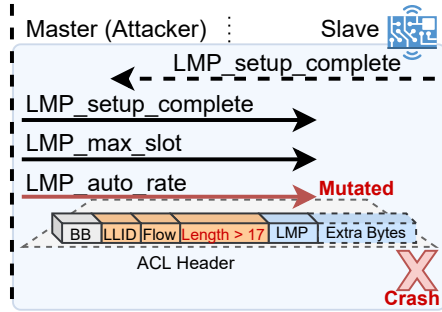 Master (Attacker) Slave
LMP_setup_complete
LMP_setup_complete
LMP_max_slot
LMP_auto_rate
Mutated
BB LLID Flow Length > 17 LMP Extra Bytes
ACL Header
Crash